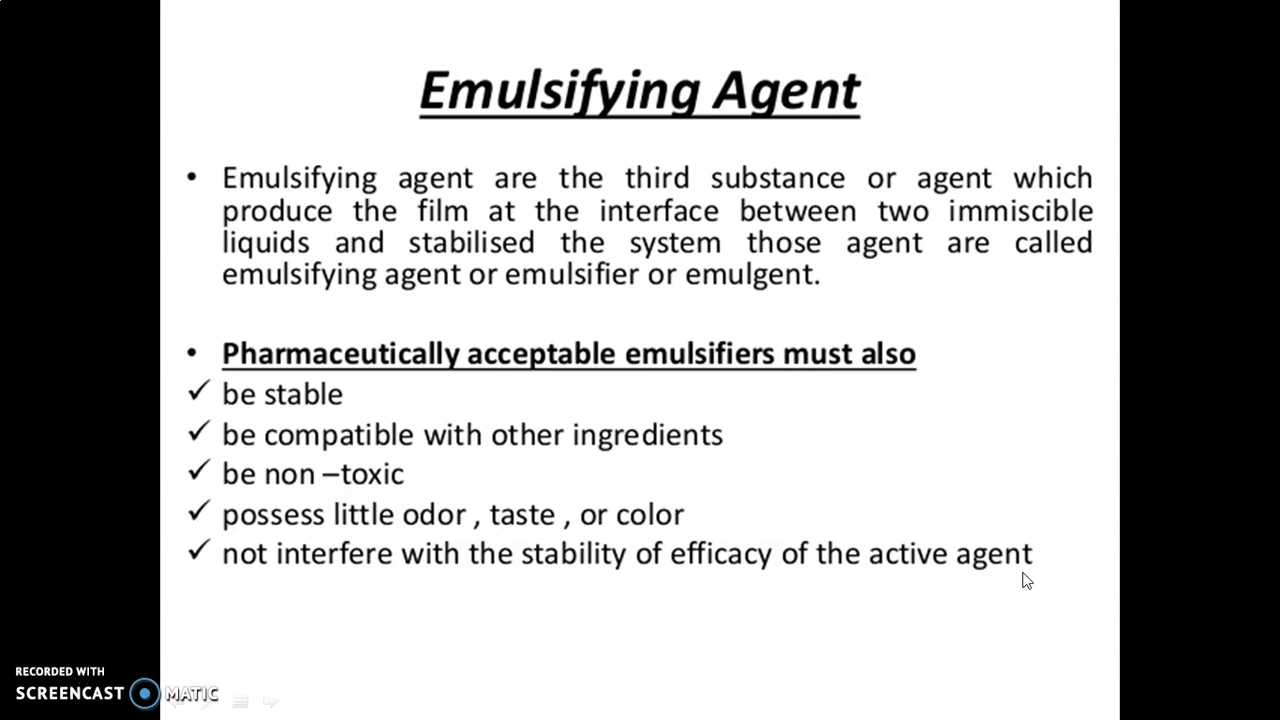 Emulsifying Agent
• Emulsifying agent are the third substance or agent which
produce the film at the interface between two immiscible
liquids and stabilised the system those agent are called
emulsifying agent or emulsifier or emulgent.
• Pharmaceutically acceptable emulsifiers must also
✓ be stable
✓ be compatible with other ingredients
✓ be non –toxic
✓ possess little odor , taste , or color
✓ not interfere with the stability of efficacy of the active agent
RECORDED WITH
SCREENCAST MATIC